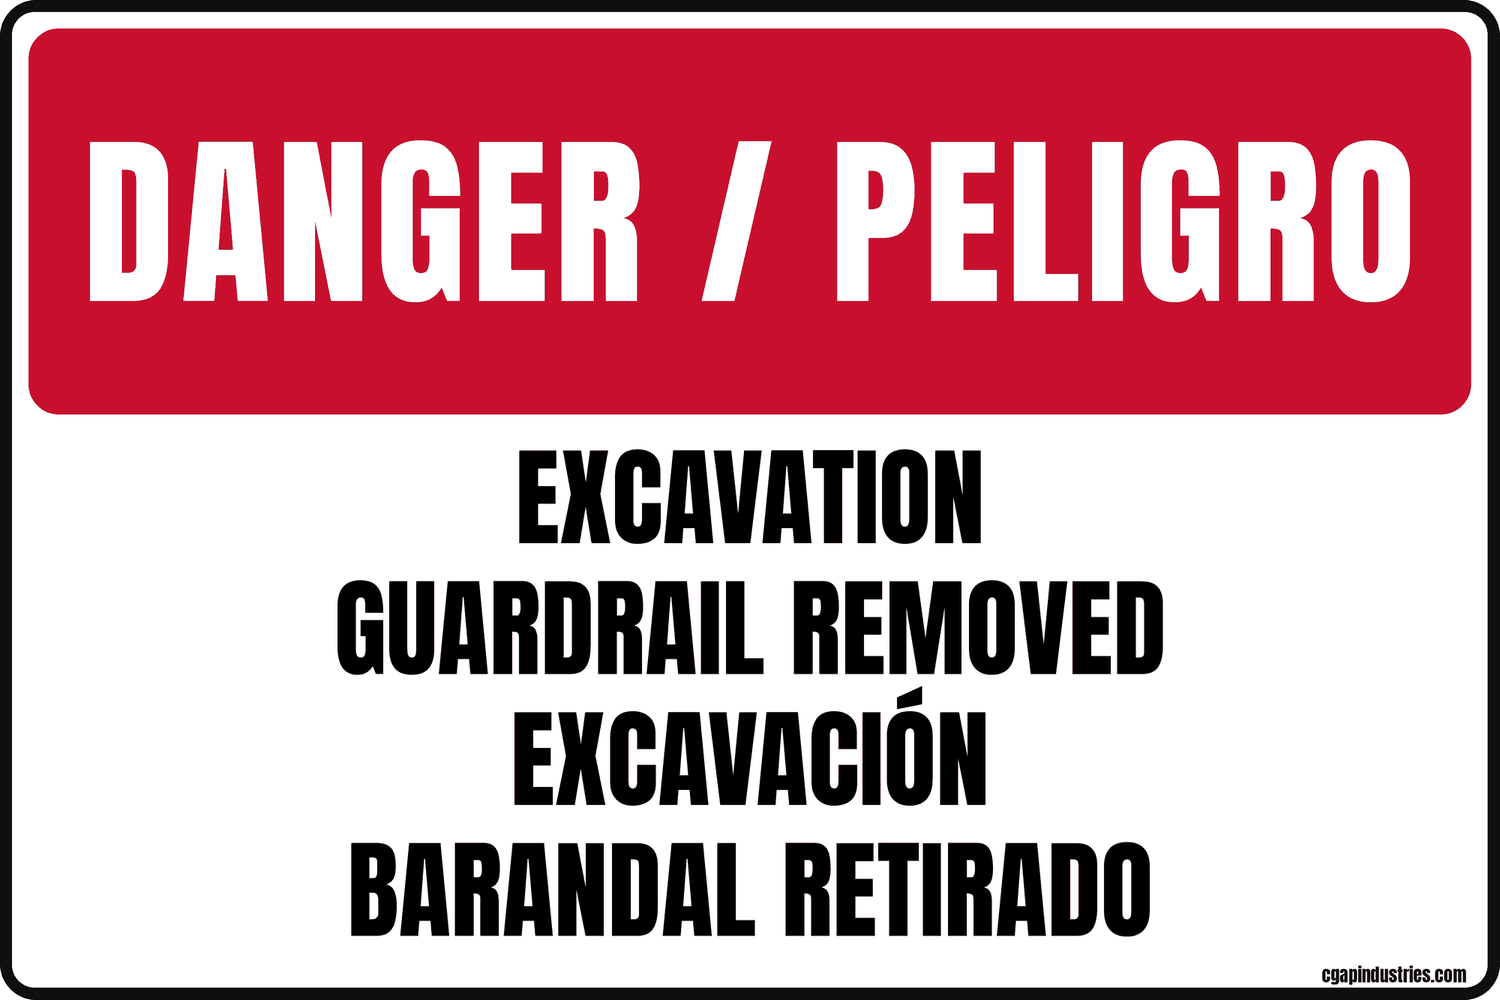 DANGER / PELIGRO
EXCAVATION
GUARDRAIL REMOVED
EXCAVACIÓN
BARANDAL RETIRADO
cgapindustries.com